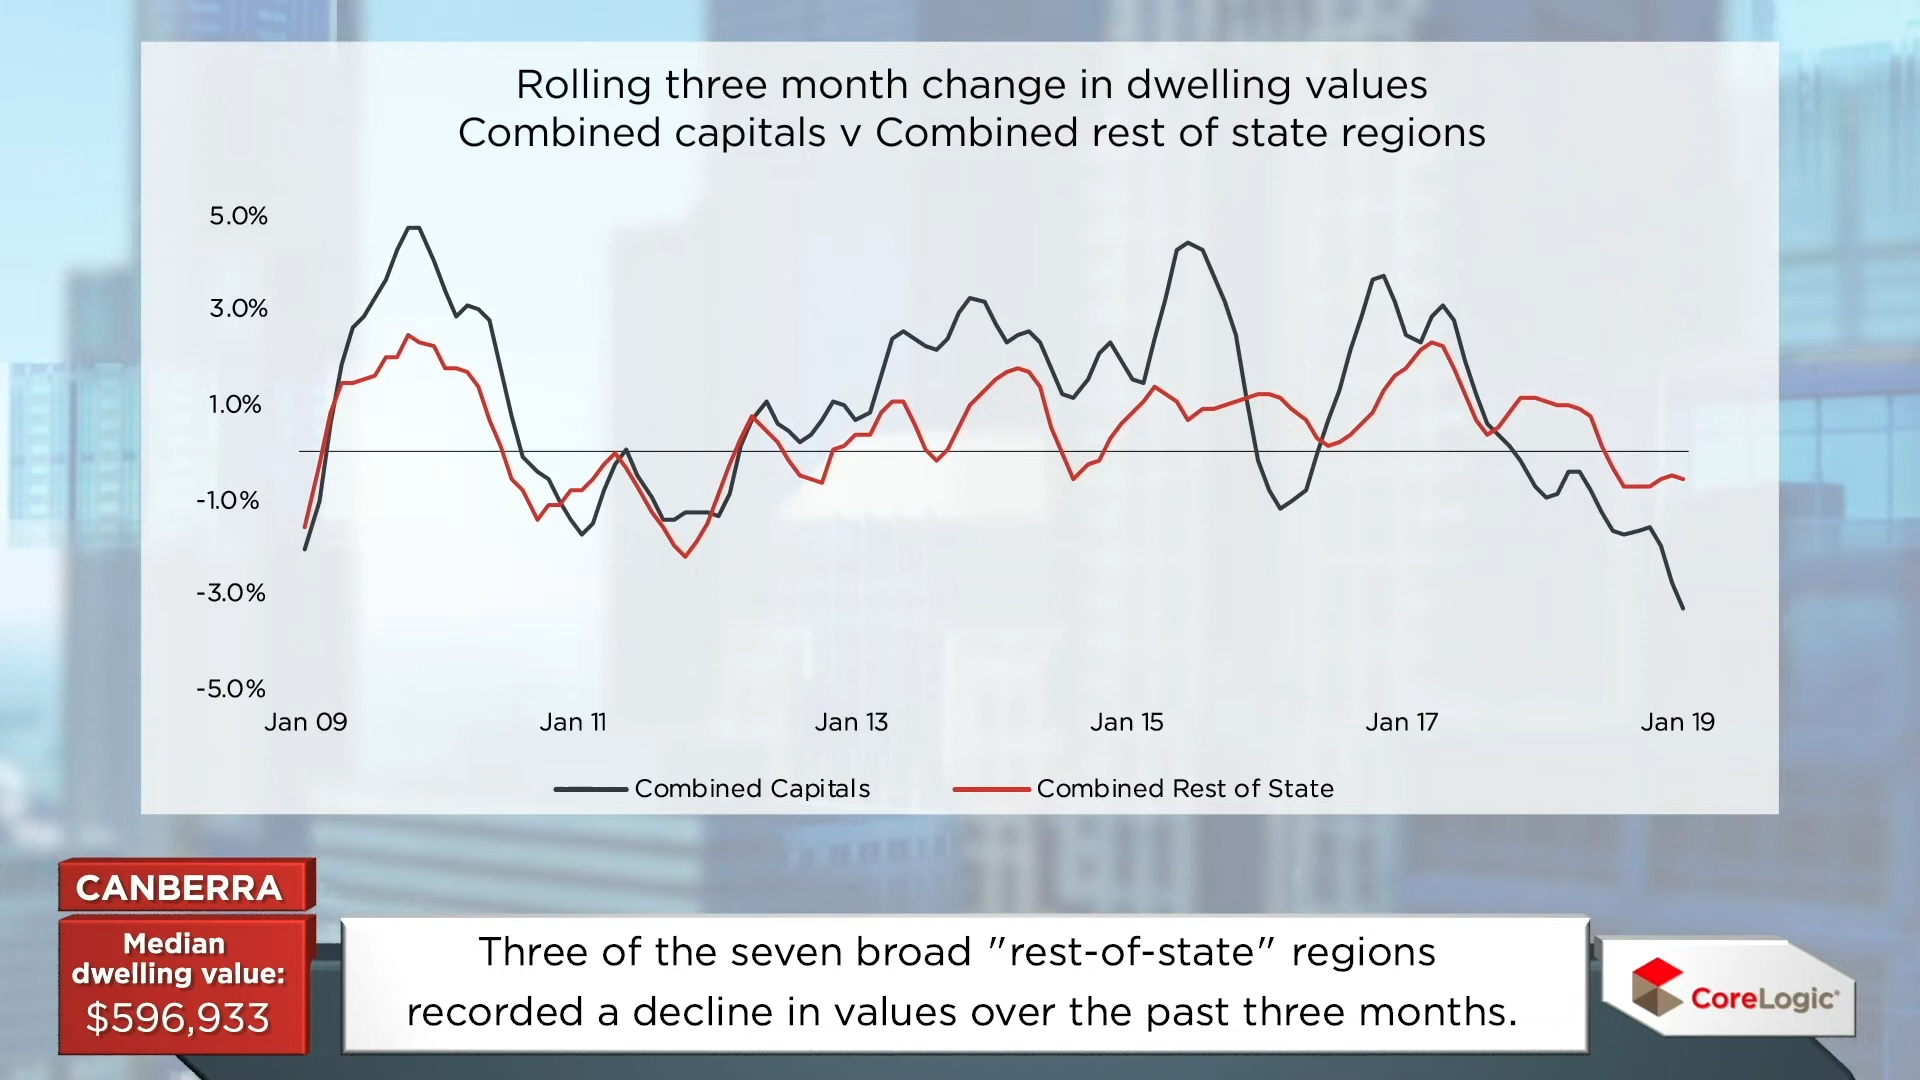 Rolling three month change in dwelling values
Combined capitals v Combined rest of state regions
5.0%
3.0%
1.0%
-1.0%
-3.0%
-5.0%
Jan 09 Jan 11 Jan 13 Jan 15 Jan 17 Jan 19
Combined Capitals Combined Rest of State
CANBERRA
Median
dwelling value:
$596,933
Three of the seven broad "rest-of-state" regions
recorded a decline in values over the past three months.
CoreLogic®